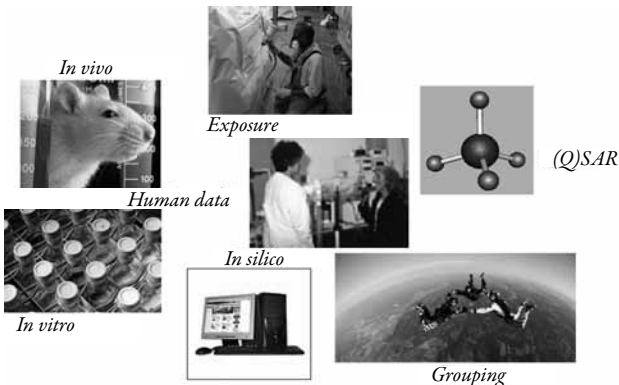 In vivo
Exposure
(Q)SAR
Human data
In silico
In vitro
Grouping